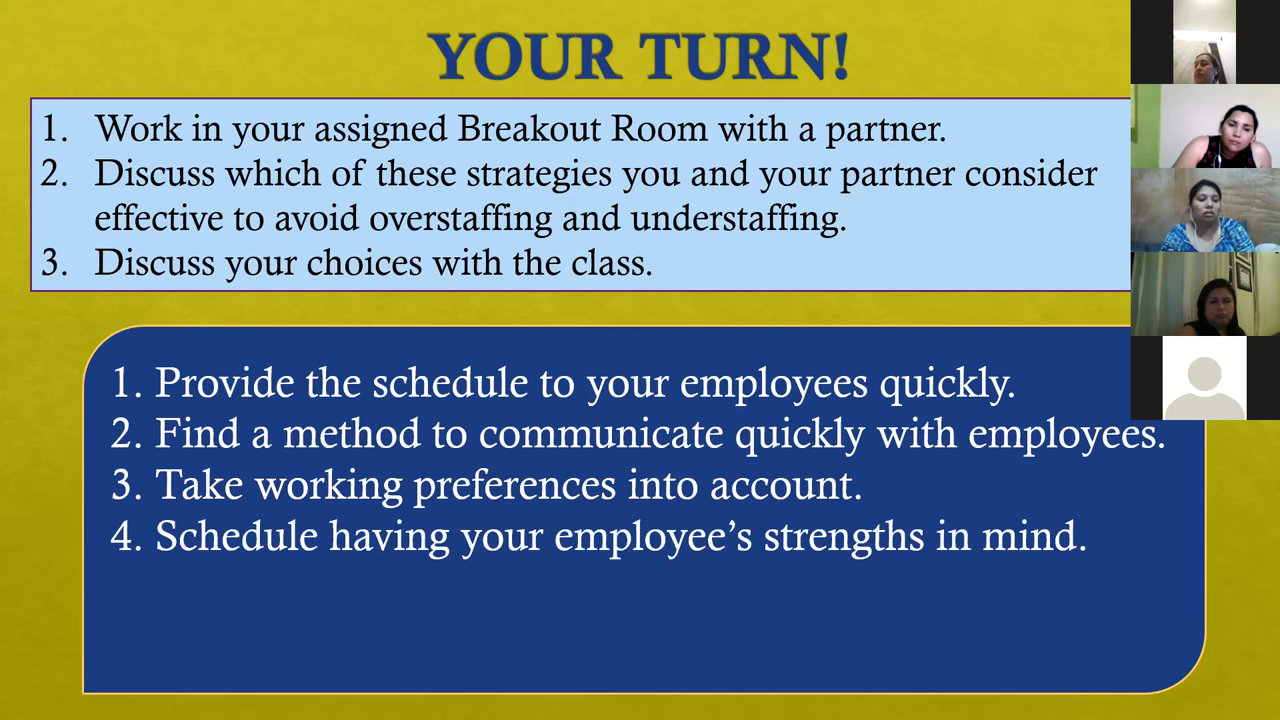 YOUR TURN!
1. Work in your assigned Breakout Room with a partner.
2. Discuss which of these strategies you and your partner consider
effective to avoid overstaffing and understaffing.
3. Discuss your choices with the class.
1. Provide the schedule to your employees quickly.
2. Find a method to communicate quickly with employees.
3. Take working preferences into account.
4. Schedule having your employee’s strengths in mind.